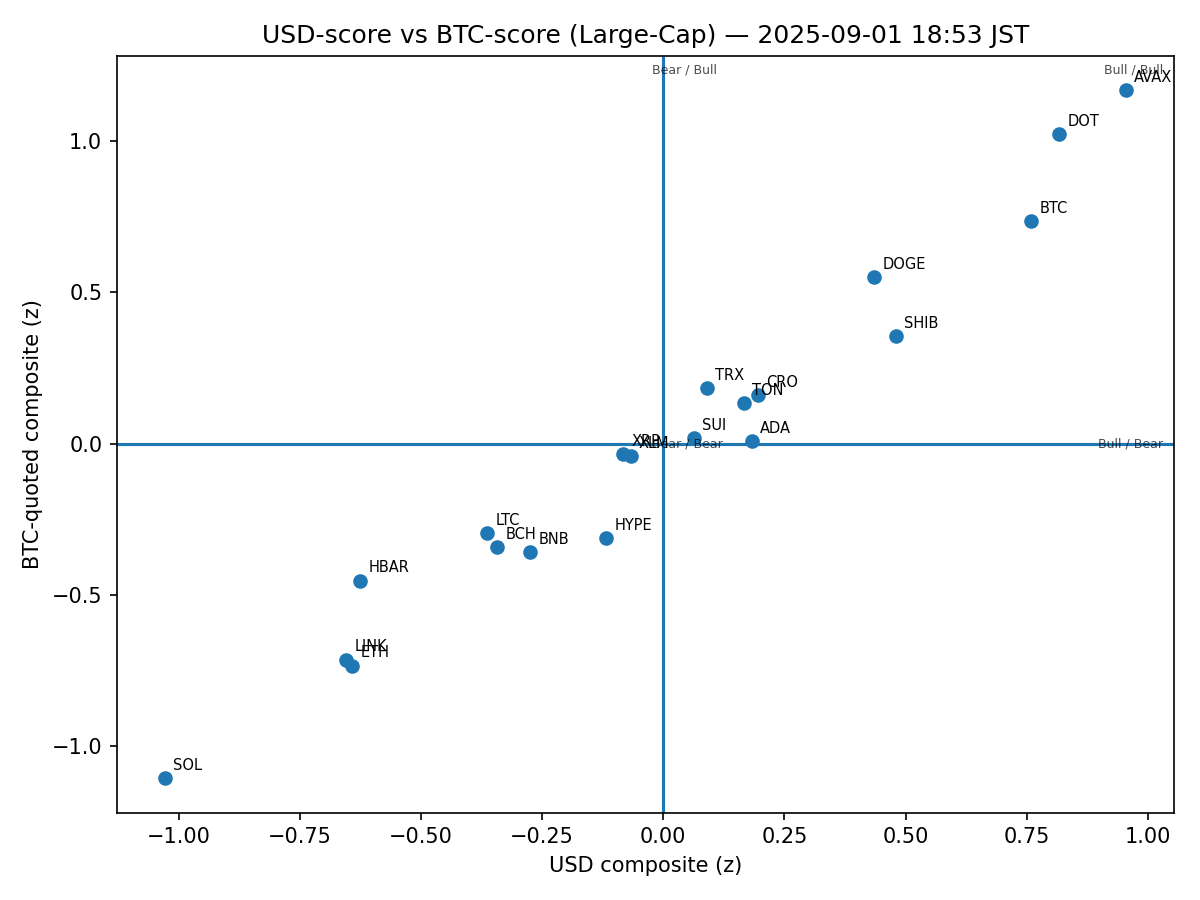 USD-score vs BTC-score (Large-Cap) — 2025-09-01 18:53 JST
Bear / Bull
Bull / Bull
AVAX
DOT
BTC
DOGE
SHIB
TRX
CRO
TON
SUI
ADA
XRP
XLM
Bear / Bear
Bull / Bear
LTC
BCH
BNB
HYPE
HBAR
LINK
ETH
SOL
1.0
0.5
0.0
−0.5
−1.0
BTC-quoted composite (z)
−1.00
−0.75
−0.50
−0.25
0.00
0.25
0.50
0.75
1.00
USD composite (z)